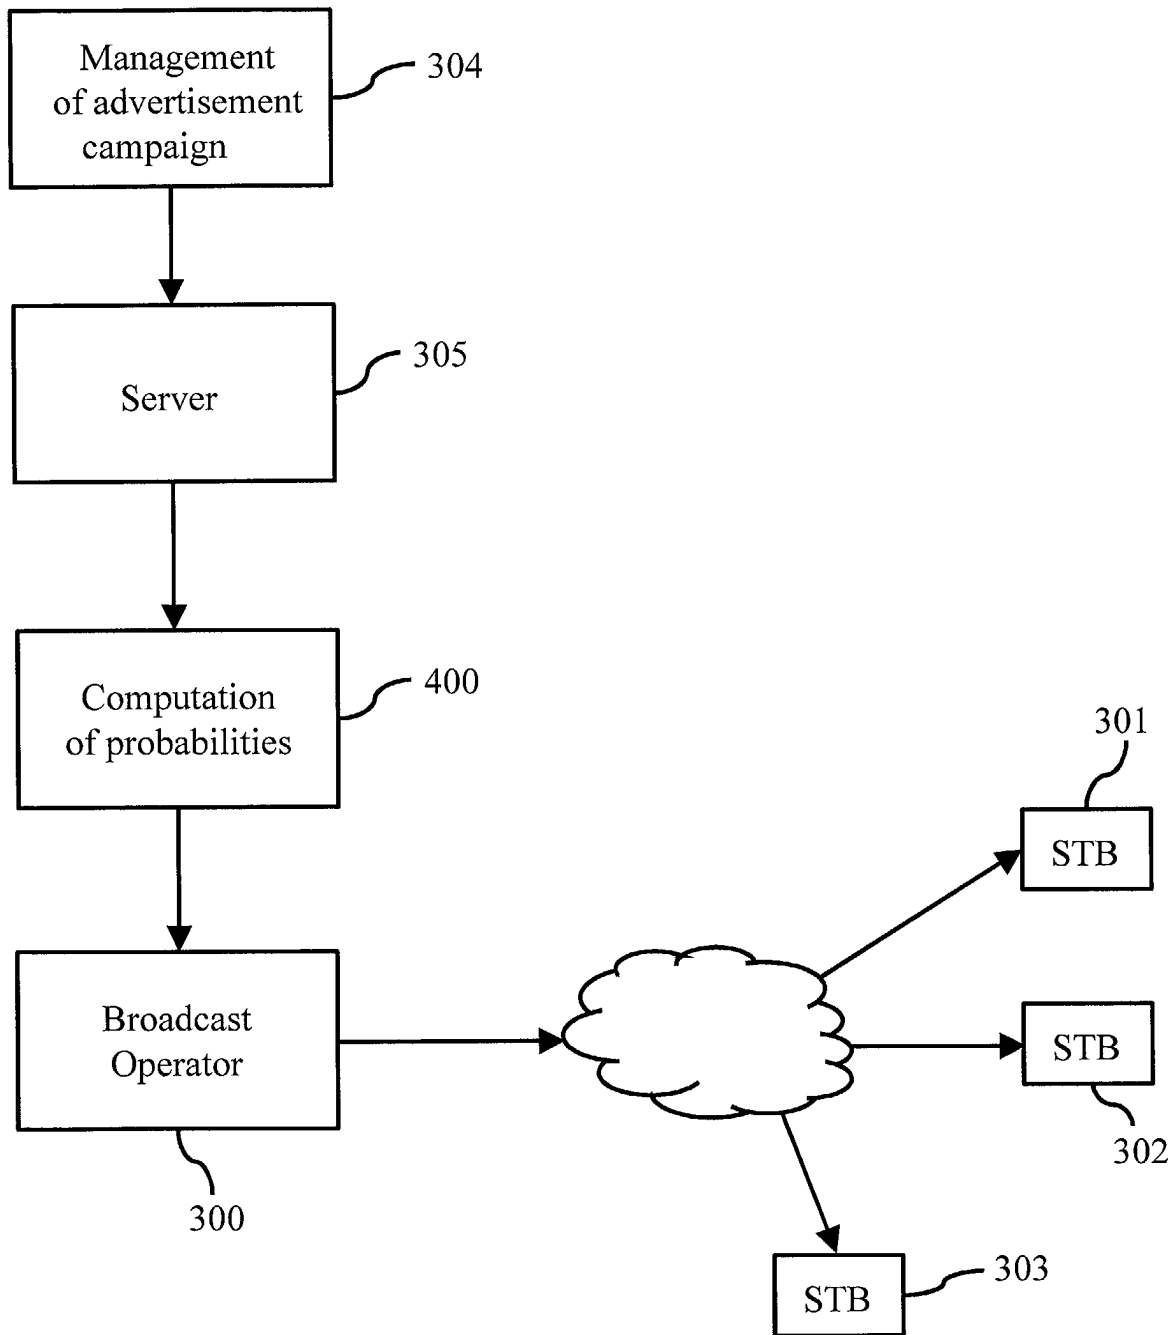 Management
of advertisement
campaign
304
Server
305
Computation
of probabilities
400
301
STB
Broadcast
Operator
STB
302
300
STB
303